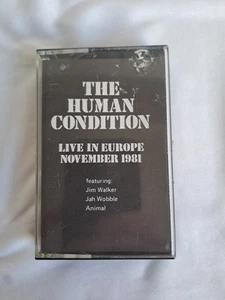 THE
HUMAN
CONDITION
LIVE IN EUROPE
NOVEMBER 1981
featuring:
Jim Walker
Jah Wobble
Animal